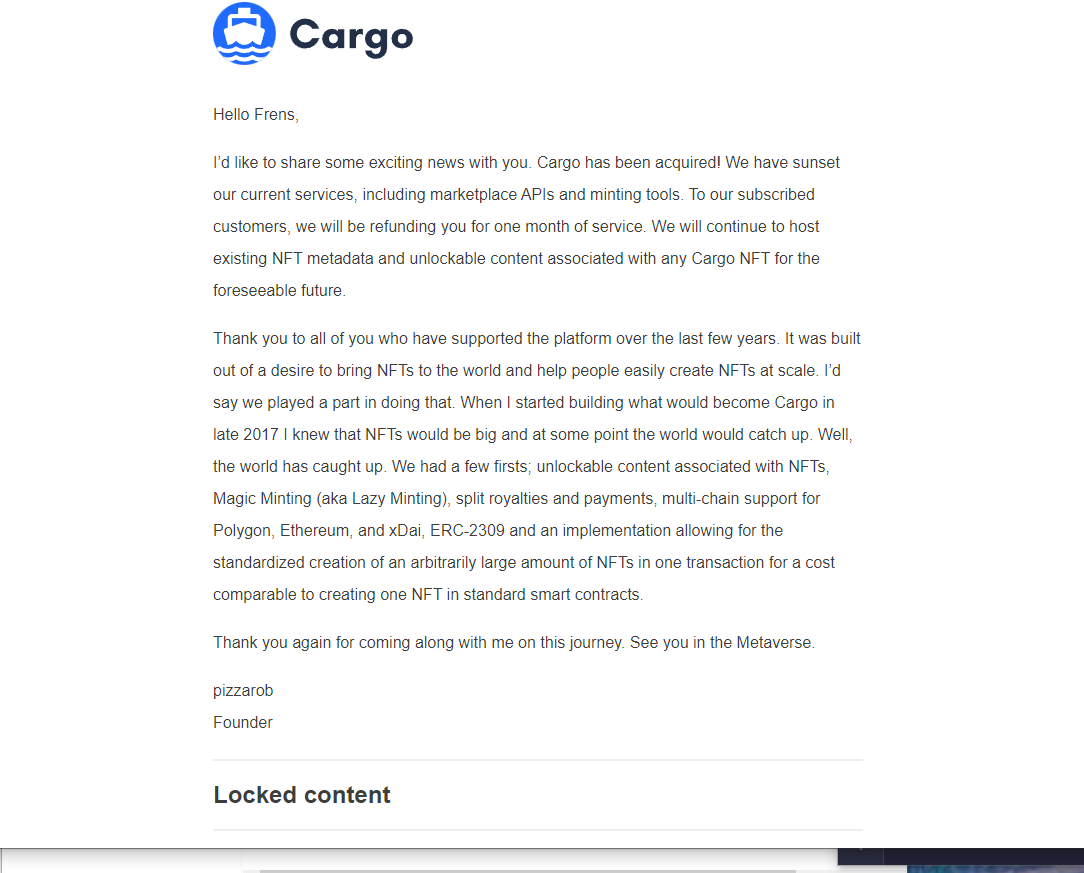 Cargo
Hello Frens,
I’d like to share some exciting news with you. Cargo has been acquired! We have sunset
our current services, including marketplace APIs and minting tools. To our subscribed
customers, we will be refunding you for one month of service. We will continue to host
existing NFT metadata and unlockable content associated with any Cargo NFT for the
foreseeable future.
Thank you to all of you who have supported the platform over the last few years. It was built
out of a desire to bring NFTs to the world and help people easily create NFTs at scale. I’d
say we played a part in doing that. When I started building what would become Cargo in
late 2017 I knew that NFTs would be big and at some point the world would catch up. Well,
the world has caught up. We had a few firsts; unlockable content associated with NFTs,
Magic Minting (aka Lazy Minting), split royalties and payments, multi-chain support for
Polygon, Ethereum, and xDai, ERC-2309 and an implementation allowing for the
standardized creation of an arbitrarily large amount of NFTs in one transaction for a cost
comparable to creating one NFT in standard smart contracts.
Thank you again for coming along with me on this journey. See you in the Metaverse.
pizzarob
Founder
Locked content